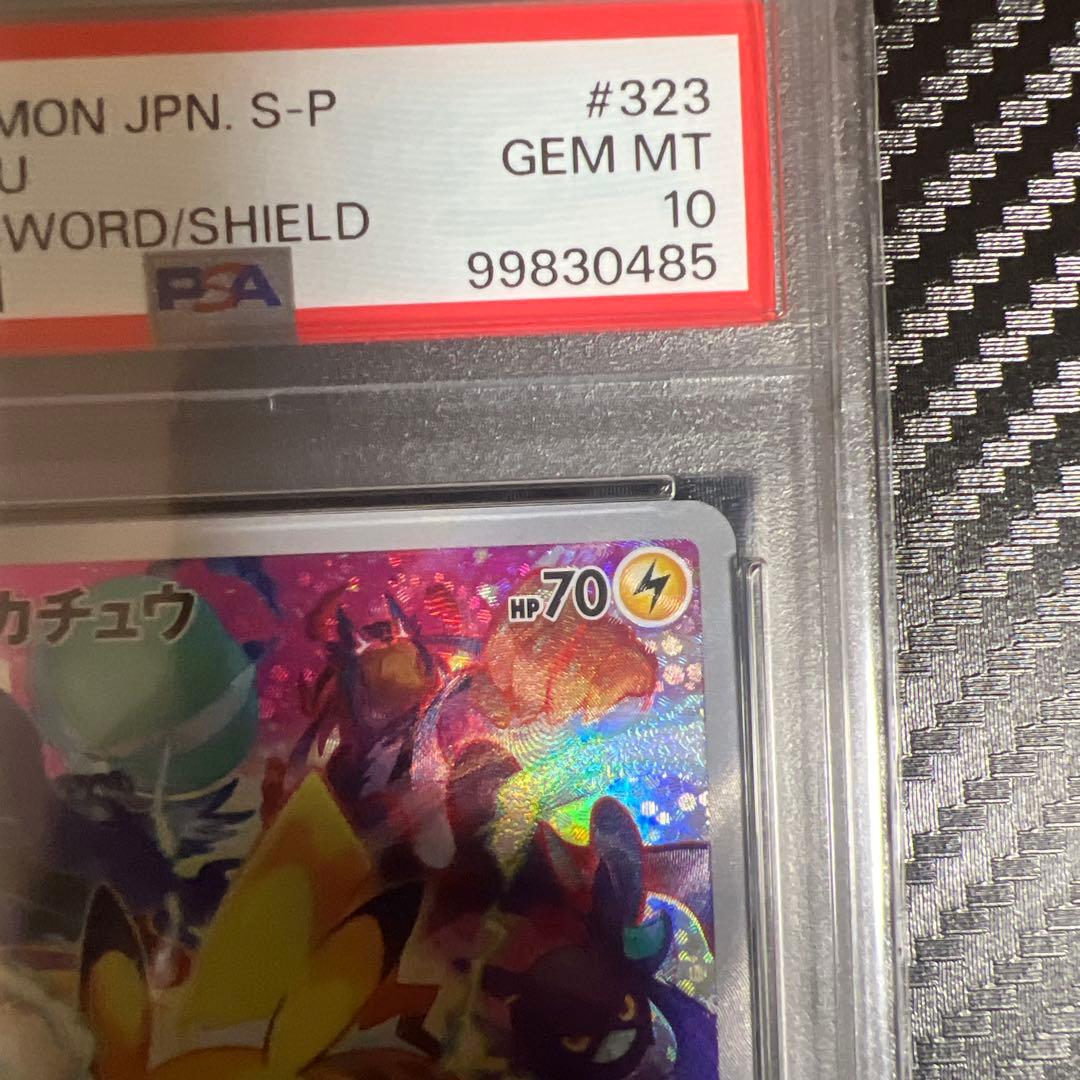 MON JPN. S-P #323
U GEM MT
WORD/SHIELD 10
PSA 99830485
カチュウ HP70